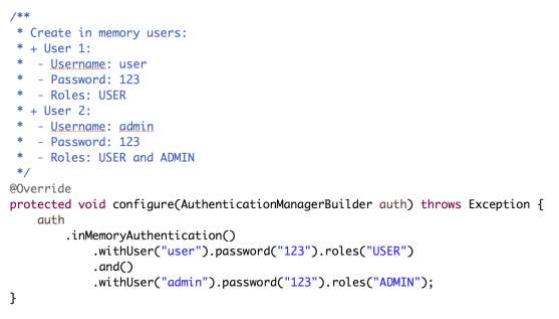 /**
 * Create in memory users:
 * + User 1:
 *  - Username: user
 *  - Password: 123
 *  - Roles: USER
 * + User 2:
 *  - Username: admin
 *  - Password: 123
 *  - Roles: USER and ADMIN
 */
@Override
protected void configure(AuthenticationManagerBuilder auth) throws Exception {
    auth
        .inMemoryAuthentication()
            .withUser("user").password("123").roles("USER")
            .and()
            .withUser("admin").password("123").roles("ADMIN");
}